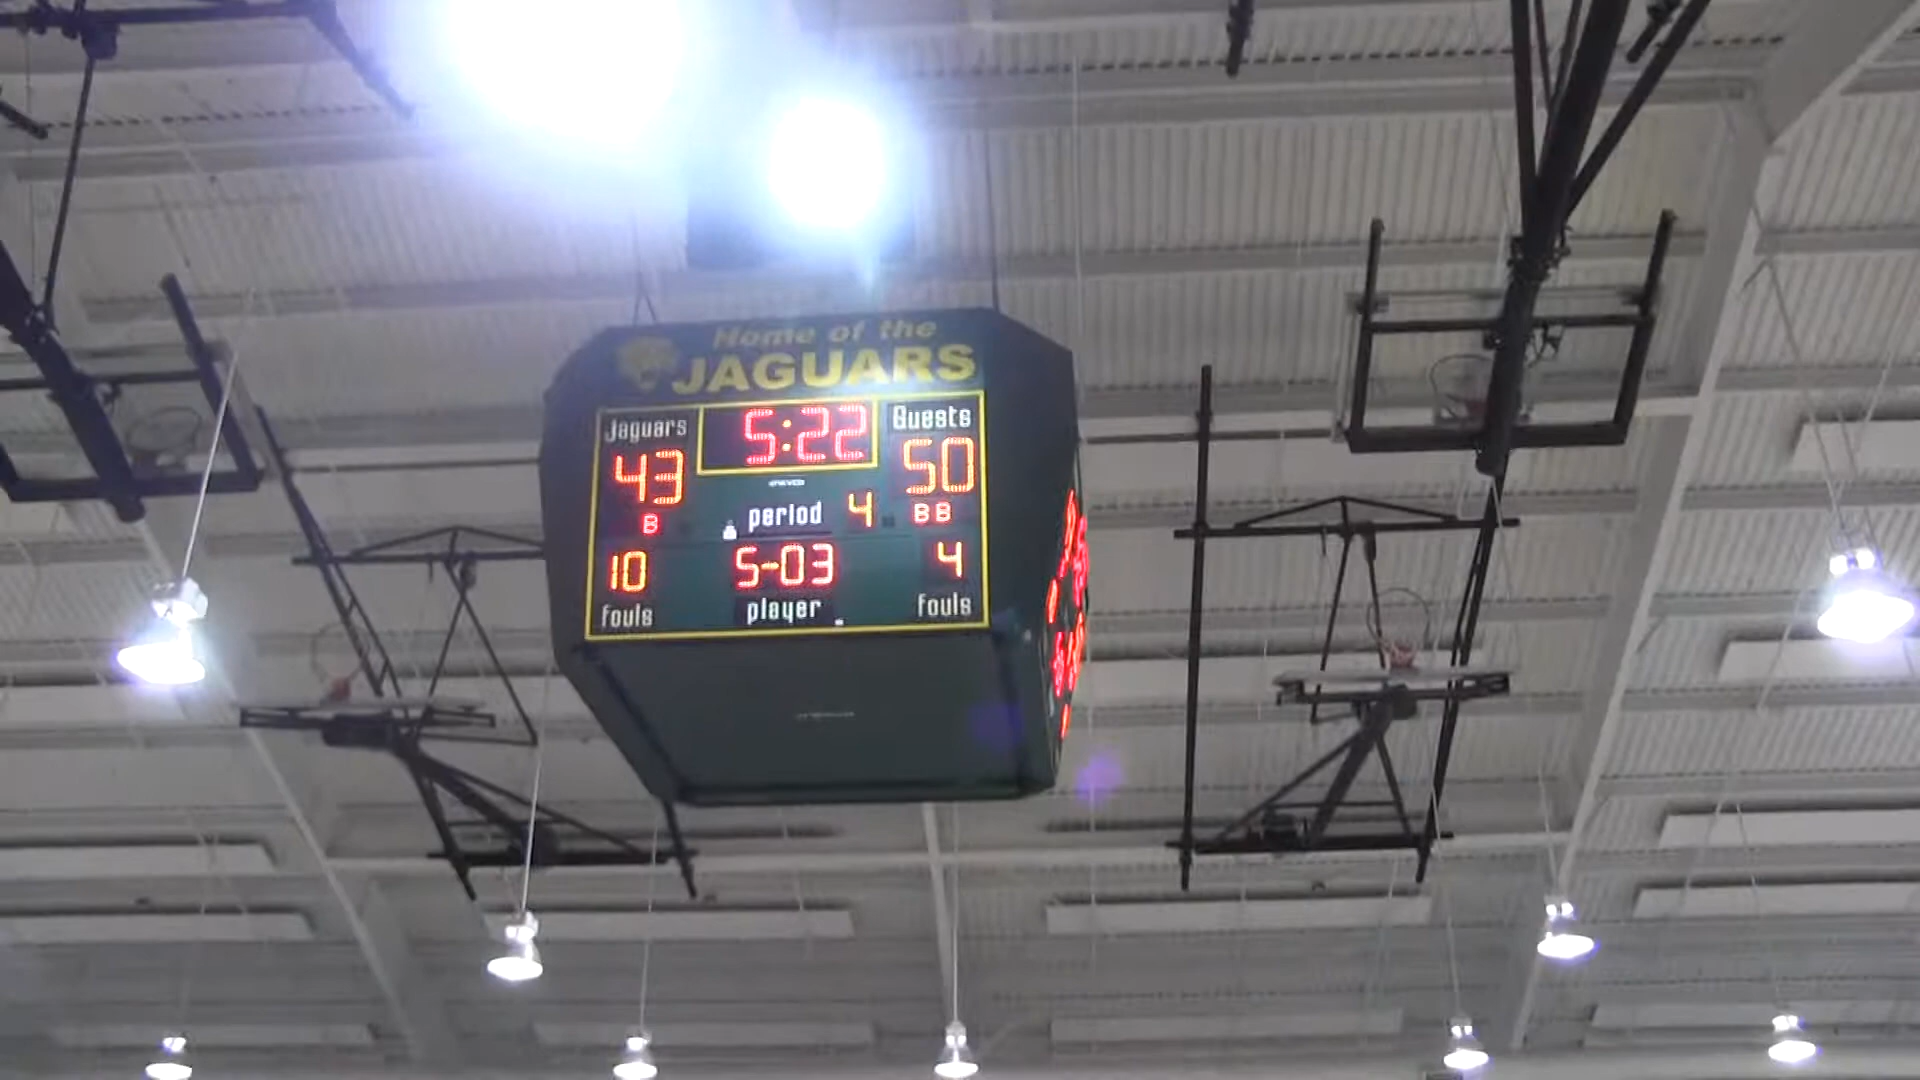 Home of the
JAGUARS
Jaguars 5:22 Guests
43 50
B period 4 BB
10 5-03 4
fouls player fouls